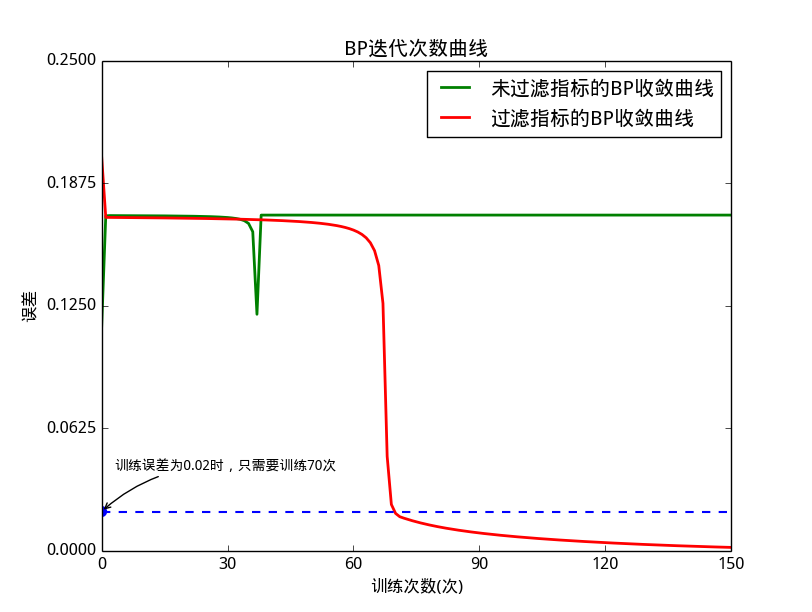 BP迭代次数曲线
未过滤指标的BP收敛曲线
过滤指标的BP收敛曲线
0.2500
0.1875
0.1250
0.0625
0.0000
误差
训练误差为0.02时，只需要训练70次
0 30 60 90 120 150
训练次数(次)